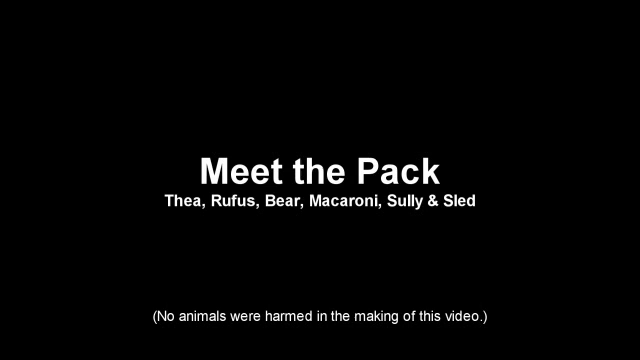 Meet the Pack
Thea, Rufus, Bear, Macaroni, Sully & Sled
(No animals were harmed in the making of this video.)